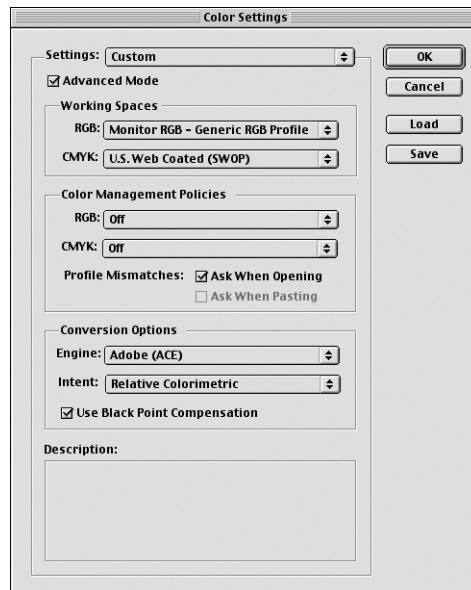 Color Settings
Settings: Custom
OK
Advanced Mode
Cancel
Working Spaces
RGB: Monitor RGB - Generic RGB Profile
Load
CMYK: U.S. Web Coated (SWOP)
Save
Color Management Policies
RGB: Off
CMYK: Off
Profile Mismatches: Ask When Opening
Ask When Pasting
Conversion Options
Engine: Adobe (ACE)
Intent: Relative Colorimetric
Use Black Point Compensation
Description: